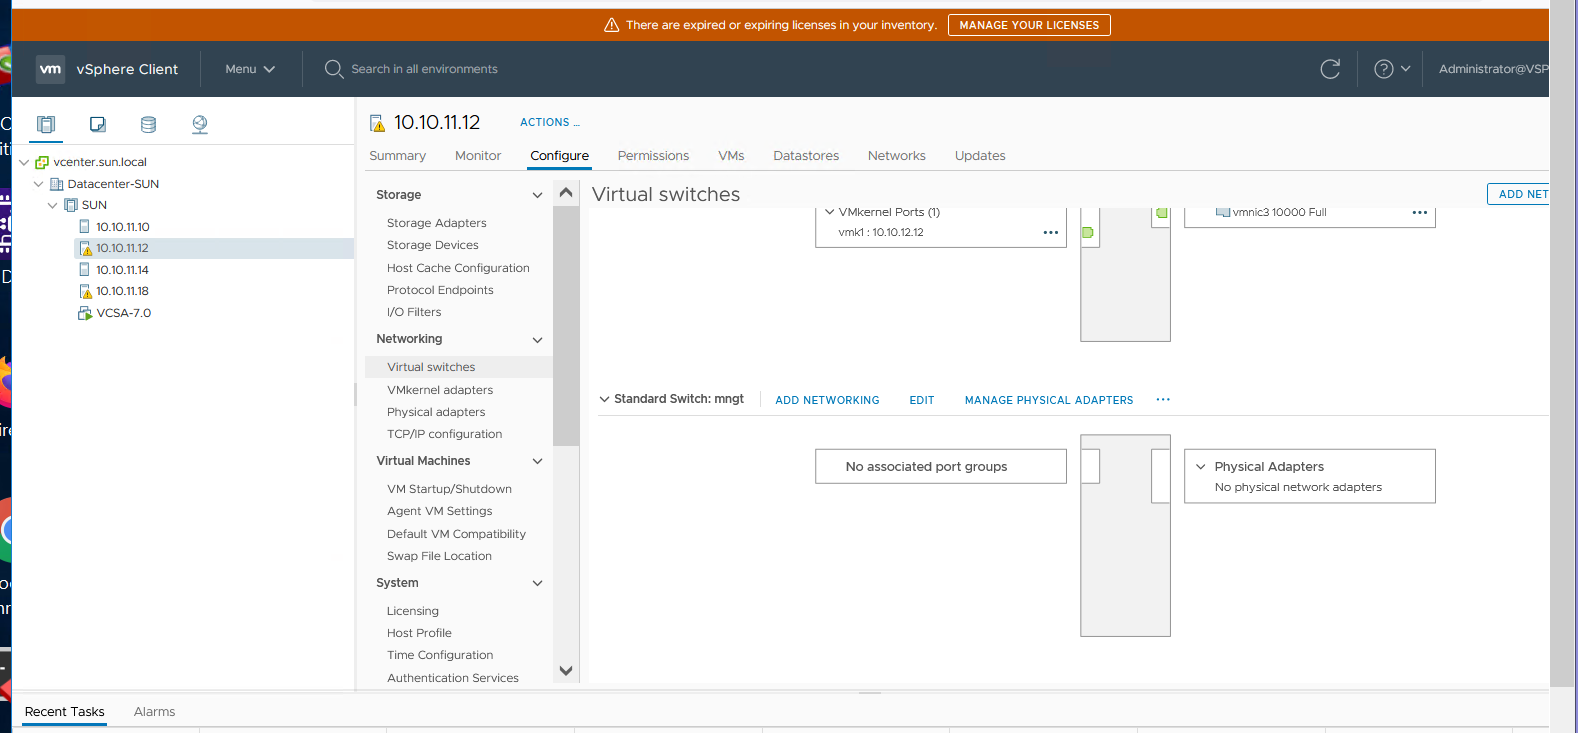 There are expired or expiring licenses in your inventory. MANAGE YOUR LICENSES
vm vSphere Client Menu Search in all environments Administrator@VSP
10.10.11.12 ACTIONS ...
Summary Monitor Configure Permissions VMs Datastores Networks Updates
vcenter.sun.local
Datacenter-SUN
SUN
10.10.11.10
10.10.11.12
10.10.11.14
10.10.11.18
VCSA-7.0
Storage
Storage Adapters
Storage Devices
Host Cache Configuration
Protocol Endpoints
I/O Filters
Networking
Virtual switches
VMkernel adapters
Physical adapters
TCP/IP configuration
Virtual Machines
VM Startup/Shutdown
Agent VM Settings
Default VM Compatibility
Swap File Location
System
Licensing
Host Profile
Time Configuration
Authentication Services
Virtual switches ADD NET
VMkernel Ports (1)
vmk1 : 10.10.12.12 ...
vmnic3 10000 Full ...
Standard Switch: mngt ADD NETWORKING EDIT MANAGE PHYSICAL ADAPTERS ...
No associated port groups
Physical Adapters
No physical network adapters
Recent Tasks Alarms